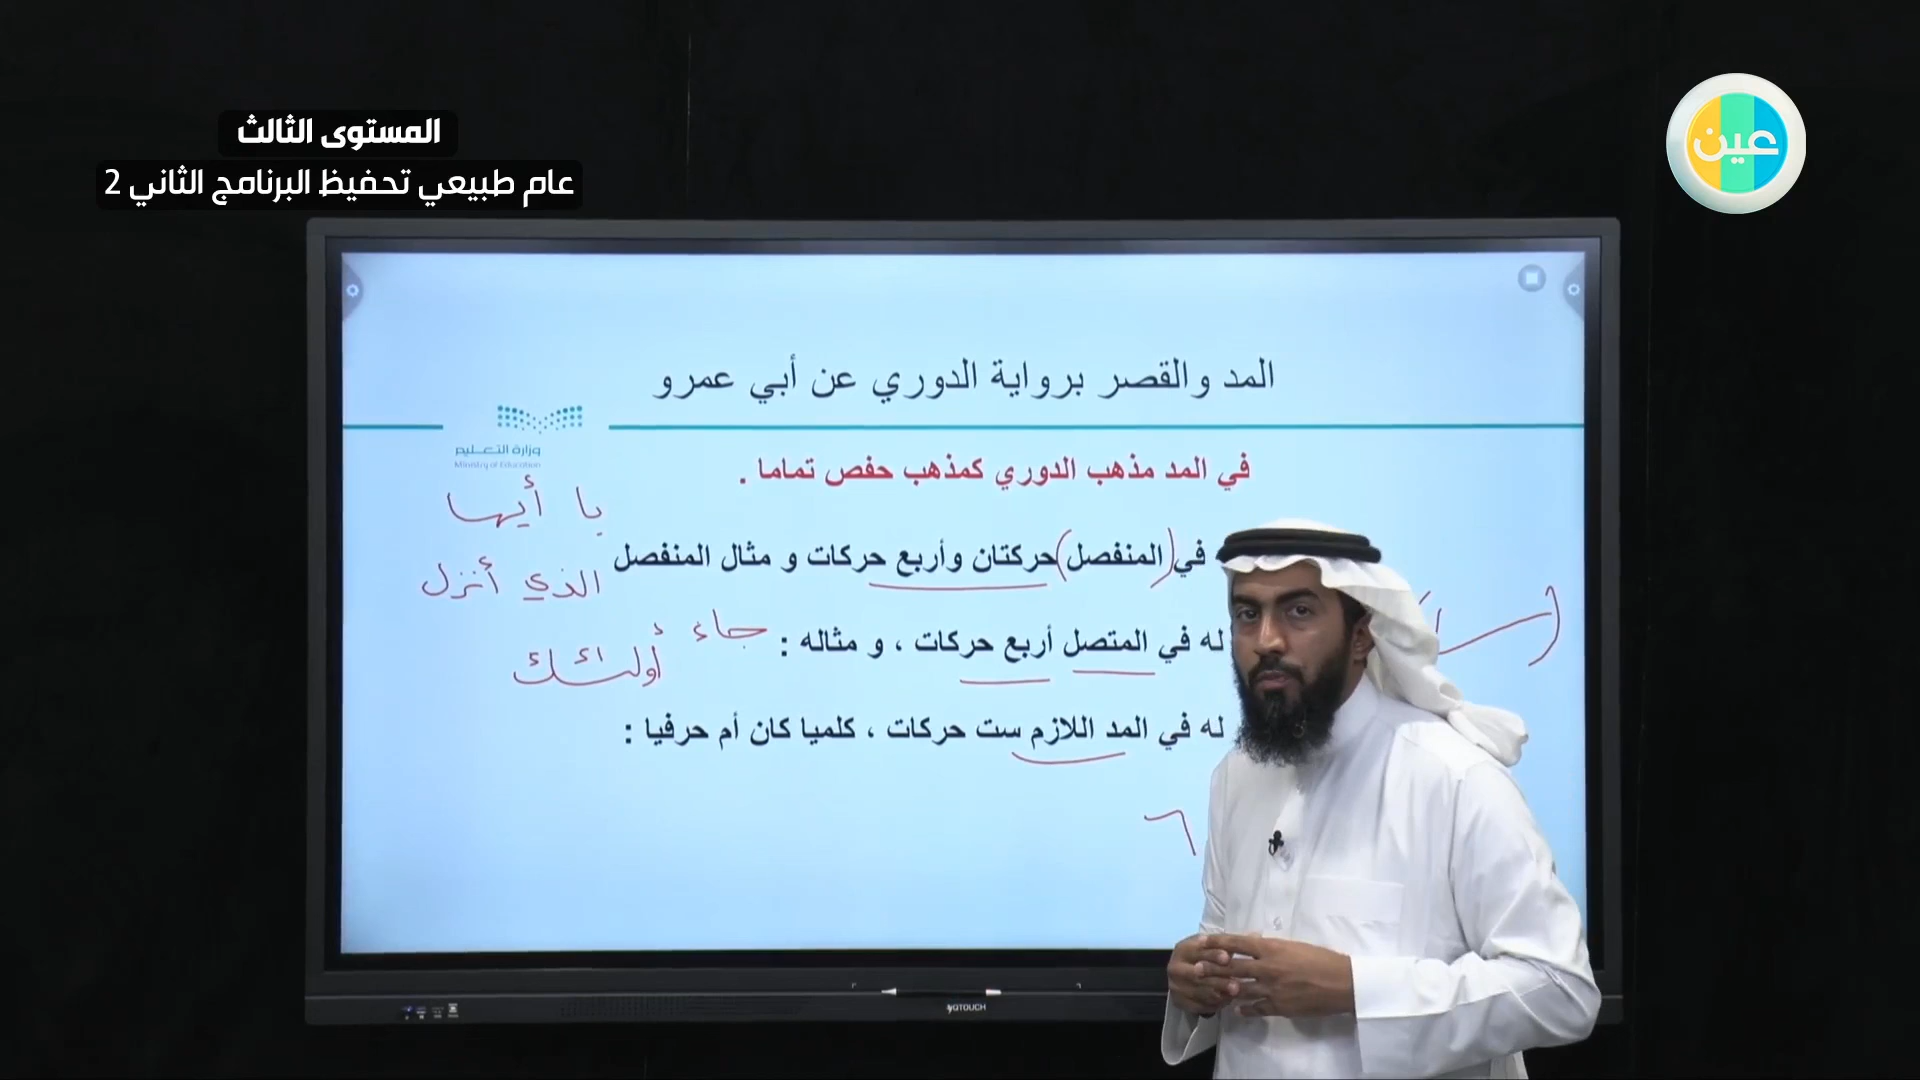 المستوى الثالث
عام طبيعي تحفيظ البرنامج الثاني 2
عين
المد والقصر برواية الدوري عن أبي عمرو
وزارة التعليم
Ministry of Education
في المد مذهب الدوري كمذهب حفص تماما .
يا أيها
في (المنفصل) حركتان وأربع حركات و مثال المنفصل
الذي أنزل
له في المتصل أربع حركات ، و مثاله : جاء
أولئك
له في المد اللازم ست حركات ، كلميا كان أم حرفيا :
٦
QTOUCH